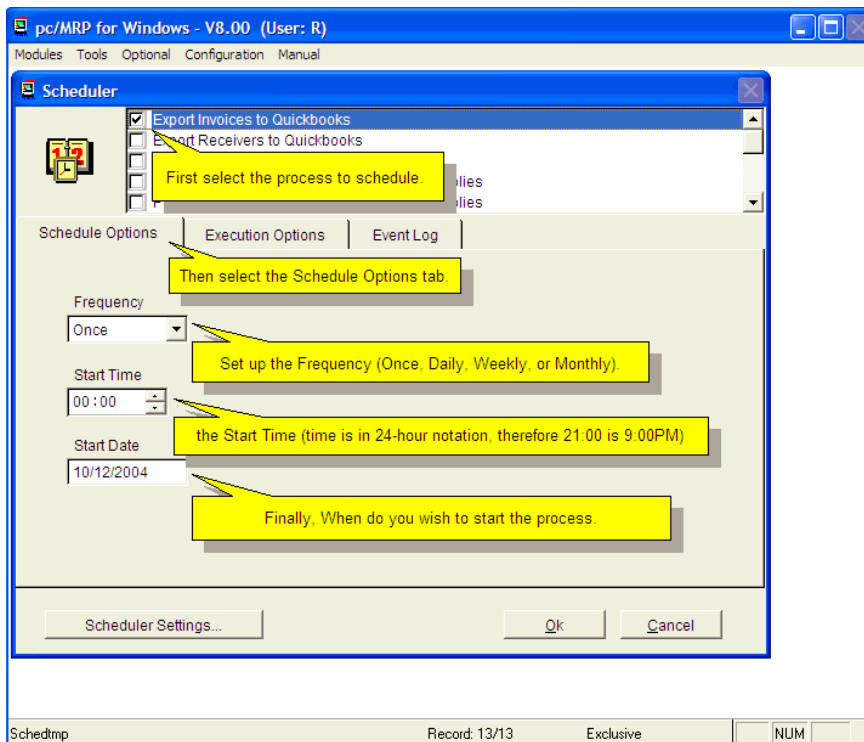 pc/MRP for Windows - V8.00 (User: R)
Modules Tools Optional Configuration Manual
Scheduler
Export Invoices to Quickbooks
Export Receivers to Quickbooks
First select the process to schedule.
Schedule Options Execution Options Event Log
Then select the Schedule Options tab.
Frequency
Once
Set up the Frequency (Once, Daily, Weekly, or Monthly).
Start Time
00:00
the Start Time (time is in 24-hour notation, therefore 21:00 is 9:00PM)
Start Date
10/12/2004
Finally, When do you wish to start the process.
Scheduler Settings... Ok Cancel
Schedtmp Record: 13/13 Exclusive NUM